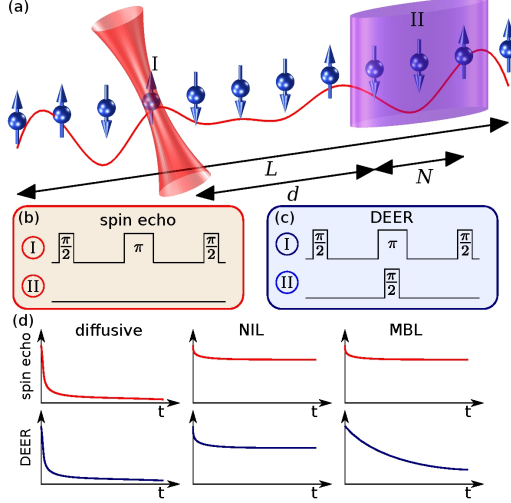 (a)
I
II
L
d
N
(b) spin echo
I π/2 π π/2
II
(c) DEER
I π/2 π π/2
II π/2
(d)
diffusive NIL MBL
spin echo
t t t
DEER
t t t